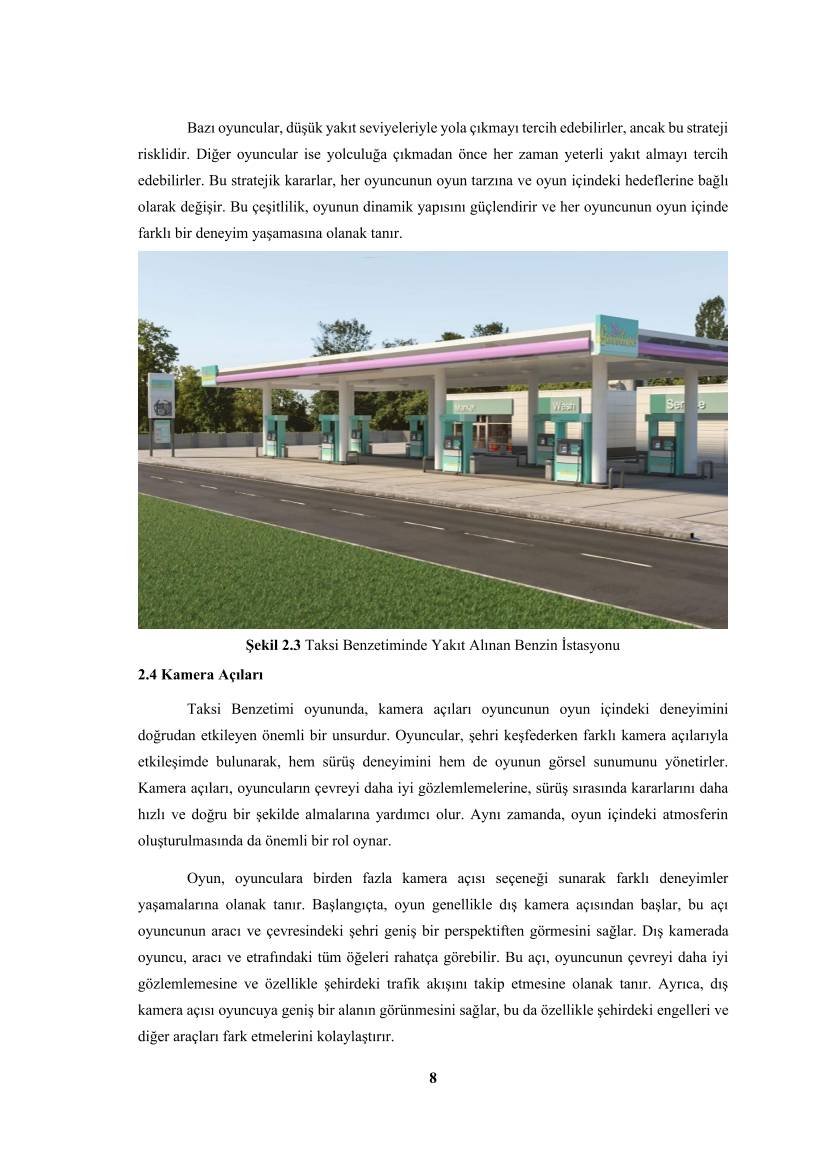 Bazı oyuncular, düşük yakıt seviyeleriyle yola çıkmayı tercih edebilirler, ancak bu strateji
risklidir. Diğer oyuncular ise yolculuğa çıkmadan önce her zaman yeterli yakıt almayı tercih
edebilirler. Bu stratejik kararlar, her oyuncunun oyun tarzına ve oyun içindeki hedeflerine bağlı
olarak değişir. Bu çeşitlilik, oyunun dinamik yapısını güçlendirir ve her oyuncunun oyun içinde
farklı bir deneyim yaşamasına olanak tanır.
Market
Wash
Şekil 2.3 Taksi Benzetiminde Yakıt Alınan Benzin İstasyonu
2.4 Kamera Açıları
Taksi Benzetimi oyununda, kamera açıları oyuncunun oyun içindeki deneyimini
doğrudan etkileyen önemli bir unsurdur. Oyuncular, şehri keşfederken farklı kamera açılarıyla
etkileşimde bulunarak, hem sürüş deneyimini hem de oyunun görsel sunumunu yönetirler.
Kamera açıları, oyuncuların çevreyi daha iyi gözlemlemelerine, sürüş sırasında kararlarını daha
hızlı ve doğru bir şekilde almalarına yardımcı olur. Aynı zamanda, oyun içindeki atmosferin
oluşturulmasında da önemli bir rol oynar.
Oyun, oyunculara birden fazla kamera açısı seçeneği sunarak farklı deneyimler
yaşamalarına olanak tanır. Başlangıçta, oyun genellikle dış kamera açısından başlar, bu açı
oyuncunun aracı ve çevresindeki şehri geniş bir perspektiften görmesini sağlar. Dış kamerada
oyuncu, aracı ve etrafındaki tüm öğeleri rahatça görebilir. Bu açı, oyuncunun çevreyi daha iyi
gözlemlemesine ve özellikle şehirdeki trafik akışını takip etmesine olanak tanır. Ayrıca, dış
kamera açısı oyuncuya geniş bir alanın görünmesini sağlar, bu da özellikle şehirdeki engelleri ve
diğer araçları fark etmelerini kolaylaştırır.
8